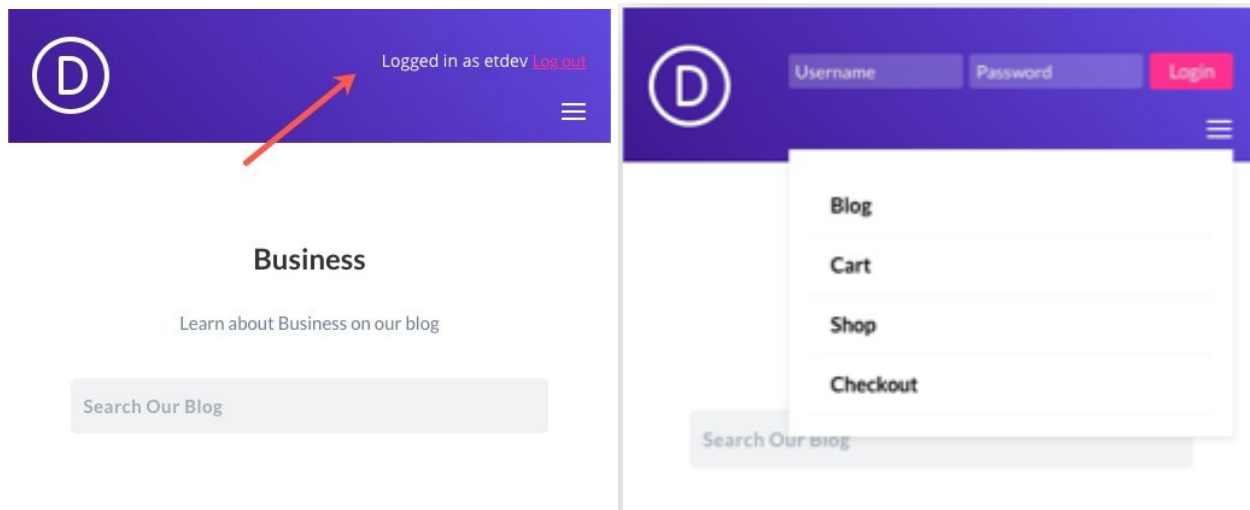 D
Logged in as etdev Log out
Business
Learn about Business on our blog
Search Our Blog
D
Username Password Login
Blog
Cart
Shop
Checkout
Search Our Blog